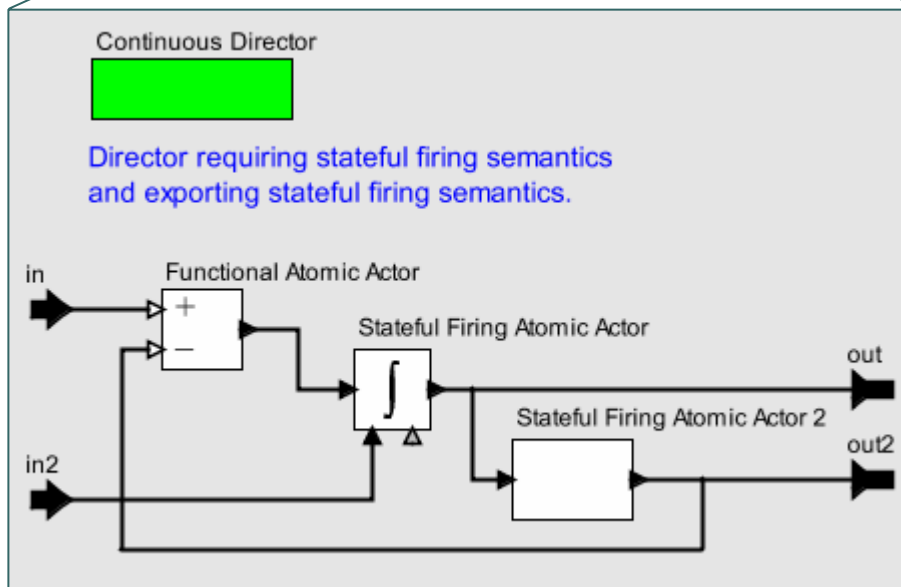 Continuous Director
Director requiring stateful firing semantics
and exporting stateful firing semantics.
in
Functional Atomic Actor
+
−
Stateful Firing Atomic Actor
∫
out
Stateful Firing Atomic Actor 2
in2
out2